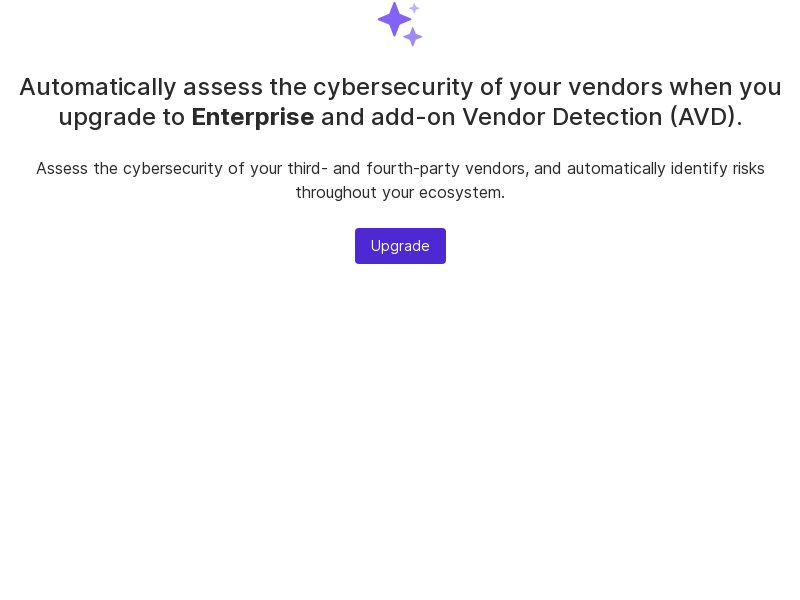 Automatically assess the cybersecurity of your vendors when you
upgrade to Enterprise and add-on Vendor Detection (AVD).
Assess the cybersecurity of your third- and fourth-party vendors, and automatically identify risks
throughout your ecosystem.
Upgrade